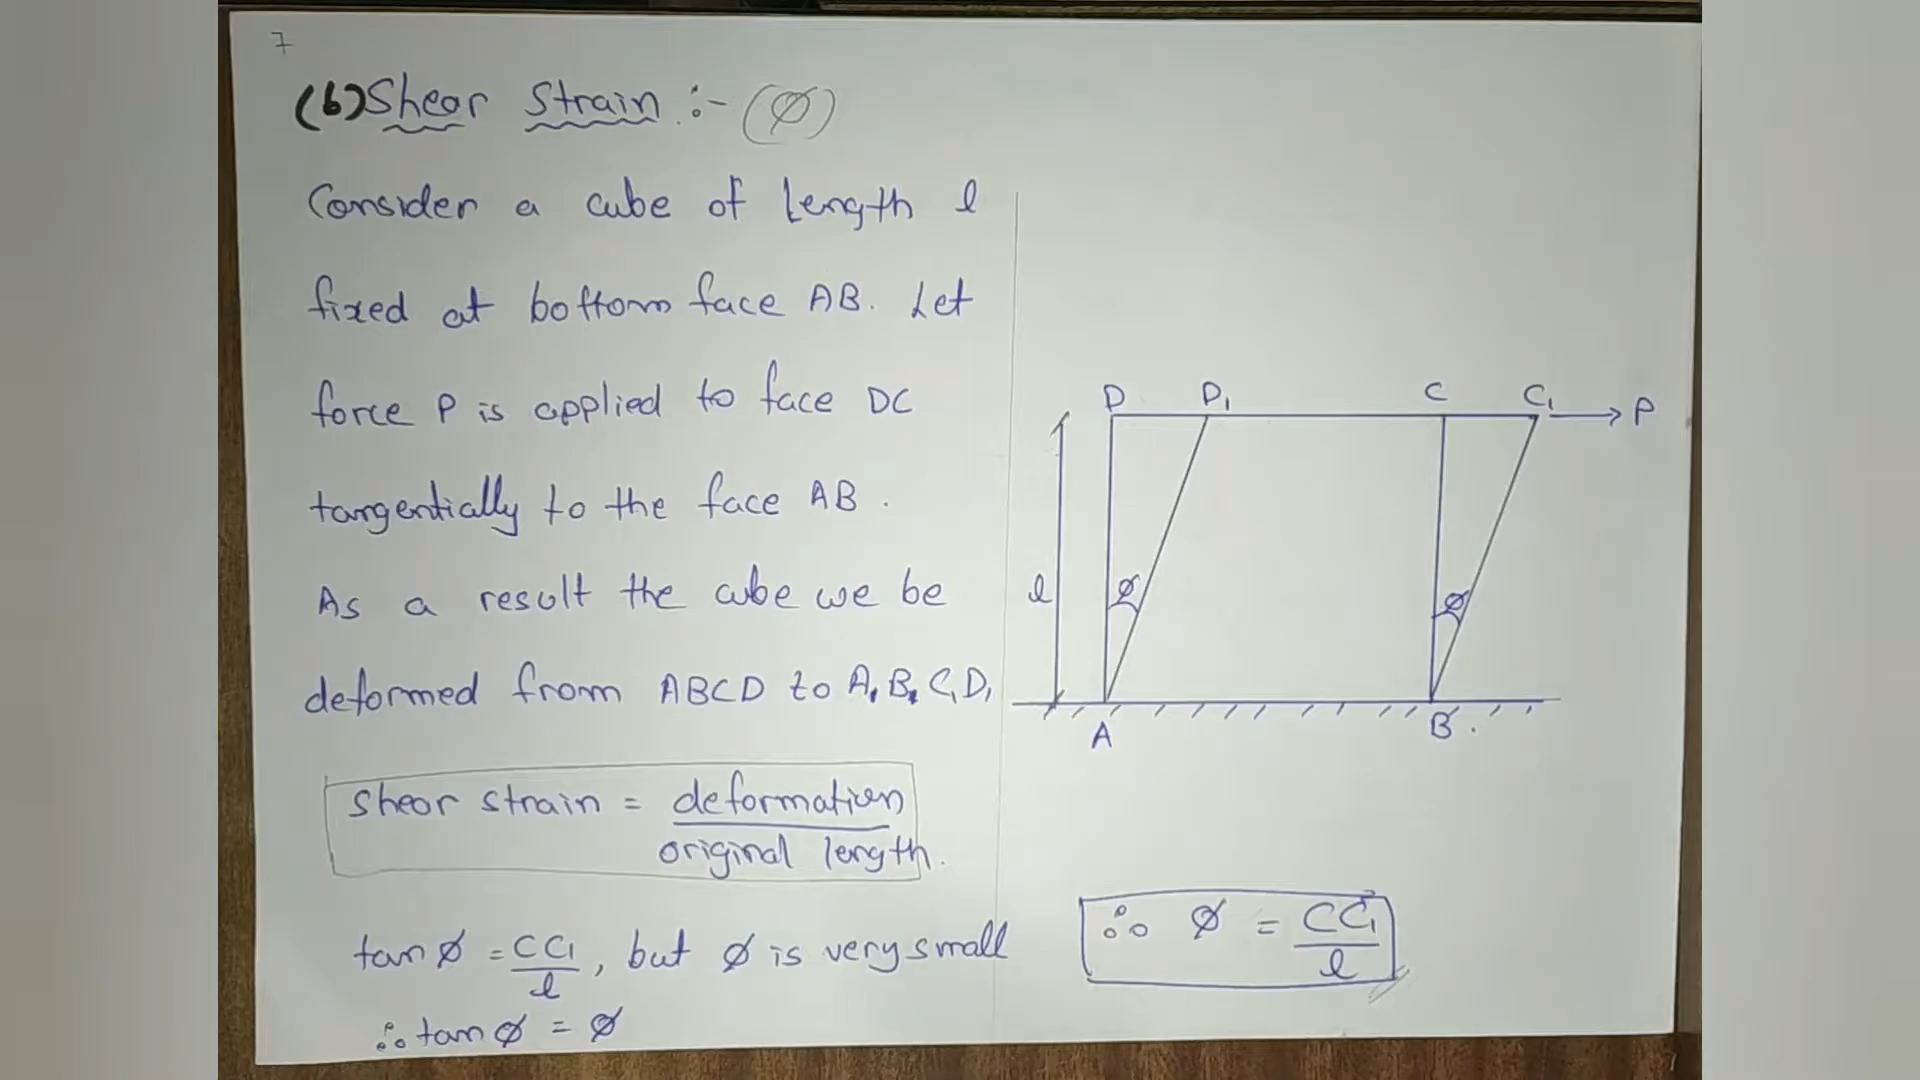 7
(b) Shear Strain :- (Ø)
Consider a cube of length l
fixed at bottom face AB. Let
force P is applied to face DC
tangentially to the face AB.
As a result the cube we be
deformed from ABCD to A₁B₁C₁D₁
Shear strain = deformation
original length.
tan Ø = CC₁/l, but Ø is very small
∴ tan Ø = Ø
D D₁ C C₁ → P
l Ø Ø
A B.
∴ Ø = CC₁/l